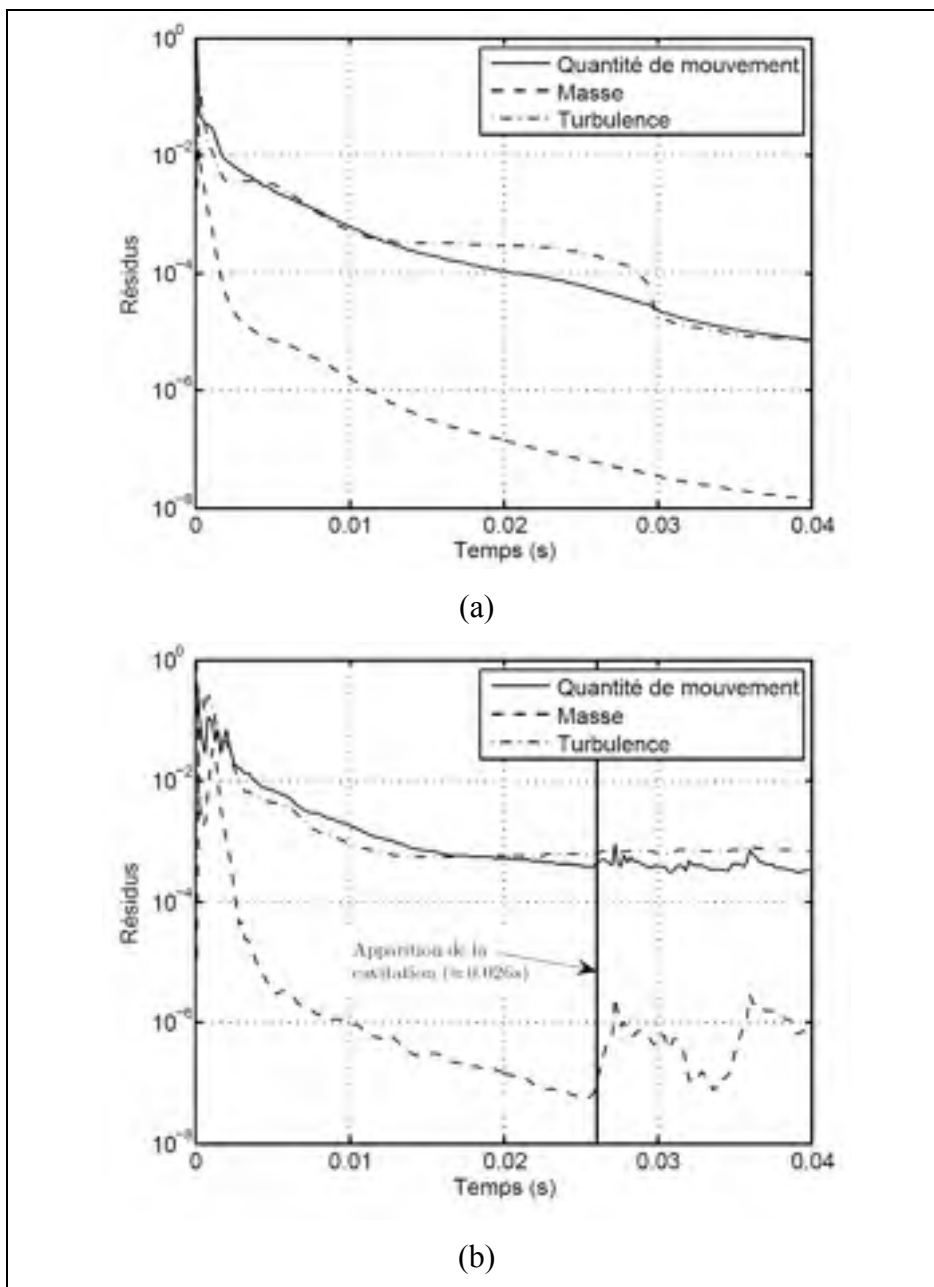 10^0
10^-2
10^-4
10^-6
10^-8
Résidus
Quantité de mouvement
Masse
Turbulence
0 0.01 0.02 0.03 0.04
Temps (s)
(a)
10^0
10^-2
10^-4
10^-6
10^-8
Résidus
Quantité de mouvement
Masse
Turbulence
Apparition de la
cavitation (≈0.026s)
0 0.01 0.02 0.03 0.04
Temps (s)
(b)